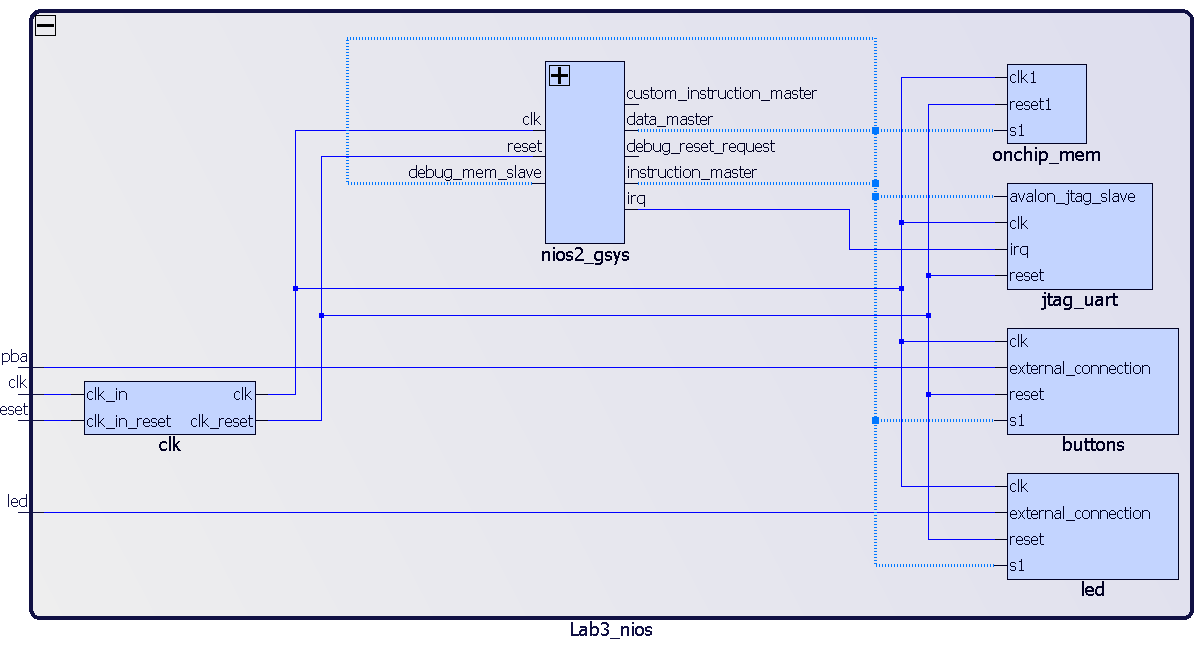 custom_instruction_master
clk
data_master
reset
debug_reset_request
debug_mem_slave
instruction_master
irq
nios2_gsys
clk1
reset1
s1
onchip_mem
avalon_jtag_slave
clk
irq
reset
jtag_uart
pba
clk
eset
clk_in
clk
clk_in_reset
clk_reset
clk
clk
external_connection
reset
s1
buttons
led
clk
external_connection
reset
s1
led
Lab3_nios